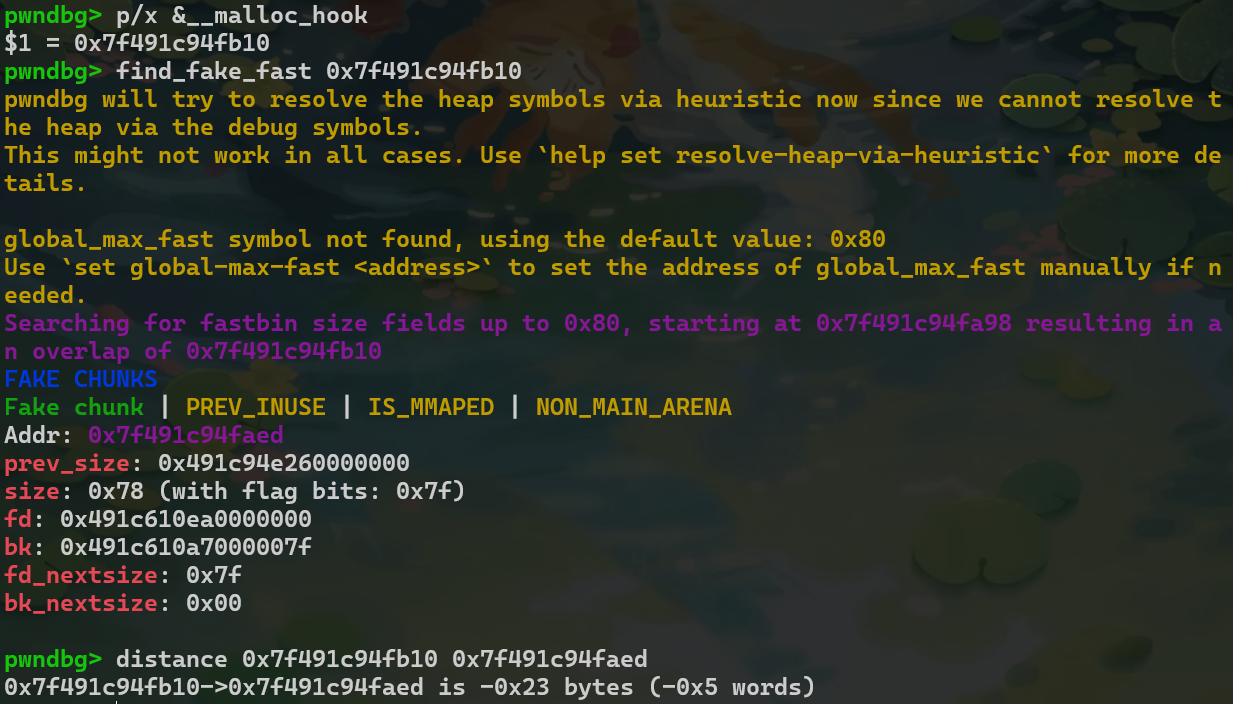 pwndbg> p/x &__malloc_hook
$1 = 0x7f491c94fb10
pwndbg> find_fake_fast 0x7f491c94fb10
pwndbg will try to resolve the heap symbols via heuristic now since we cannot resolve t
he heap via the debug symbols.
This might not work in all cases. Use `help set resolve-heap-via-heuristic` for more de
tails.

global_max_fast symbol not found, using the default value: 0x80
Use `set global-max-fast <address>` to set the address of global_max_fast manually if n
eeded.
Searching for fastbin size fields up to 0x80, starting at 0x7f491c94fa98 resulting in a
n overlap of 0x7f491c94fb10
FAKE CHUNKS
Fake chunk | PREV_INUSE | IS_MMAPED | NON_MAIN_ARENA
Addr: 0x7f491c94faed
prev_size: 0x491c94e260000000
size: 0x78 (with flag bits: 0x7f)
fd: 0x491c610ea0000000
bk: 0x491c610a7000007f
fd_nextsize: 0x7f
bk_nextsize: 0x00

pwndbg> distance 0x7f491c94fb10 0x7f491c94faed
0x7f491c94fb10->0x7f491c94faed is -0x23 bytes (-0x5 words)